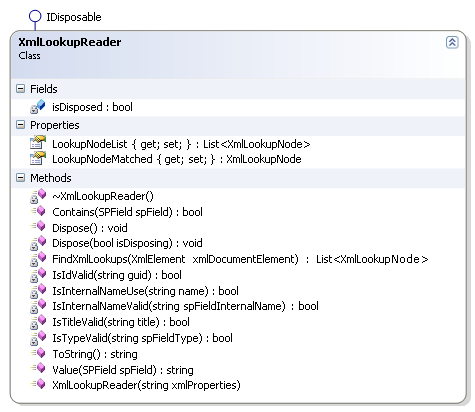 IDisposable
XmlLookupReader
Class
Fields
isDisposed : bool
Properties
LookupNodeList { get; set; } : List<XmlLookupNode>
LookupNodeMatched { get; set; } : XmlLookupNode
Methods
~XmlLookupReader()
Contains(SPField spField) : bool
Dispose() : void
Dispose(bool isDisposing) : void
FindXmlLookups(XmlElement xmlDocumentElement) : List<XmlLookupNode>
IsIdValid(string guid) : bool
IsInternalNameUse(string name) : bool
IsInternalNameValid(string spFieldInternalName) : bool
IsTitleValid(string title) : bool
IsTypeValid(string spFieldType) : bool
ToString() : string
Value(SPField spField) : string
XmlLookupReader(string xmlProperties)